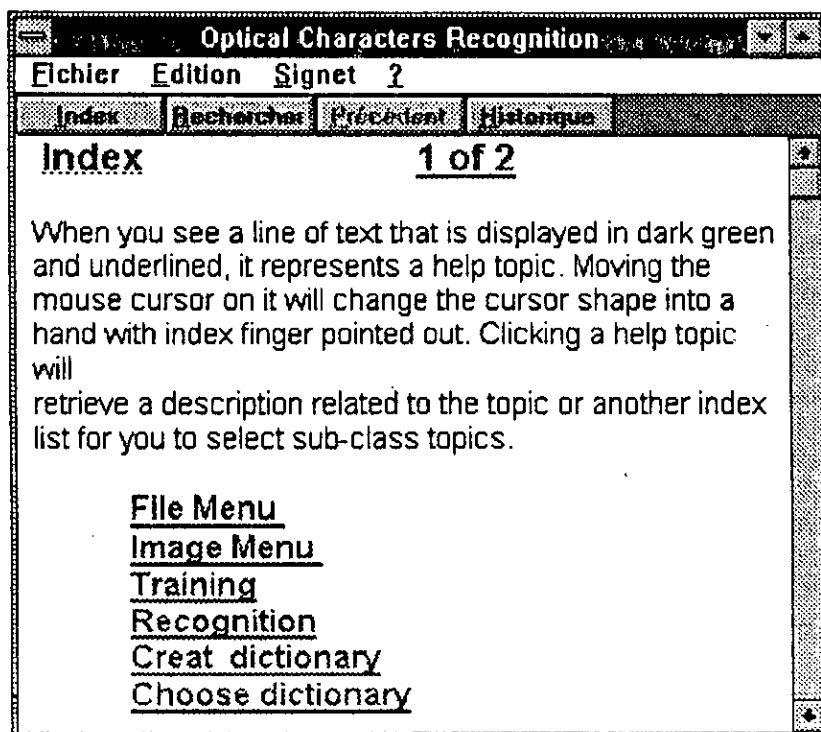 Optical Characters Recognition
Fichier Edition Signet ?
Index Rechercher Précédent Historique
Index 1 of 2
When you see a line of text that is displayed in dark green
and underlined, it represents a help topic. Moving the
mouse cursor on it will change the cursor shape into a
hand with index finger pointed out. Clicking a help topic
will
retrieve a description related to the topic or another index
list for you to select sub-class topics.
File Menu
Image Menu
Training
Recognition
Creat dictionary
Choose dictionary